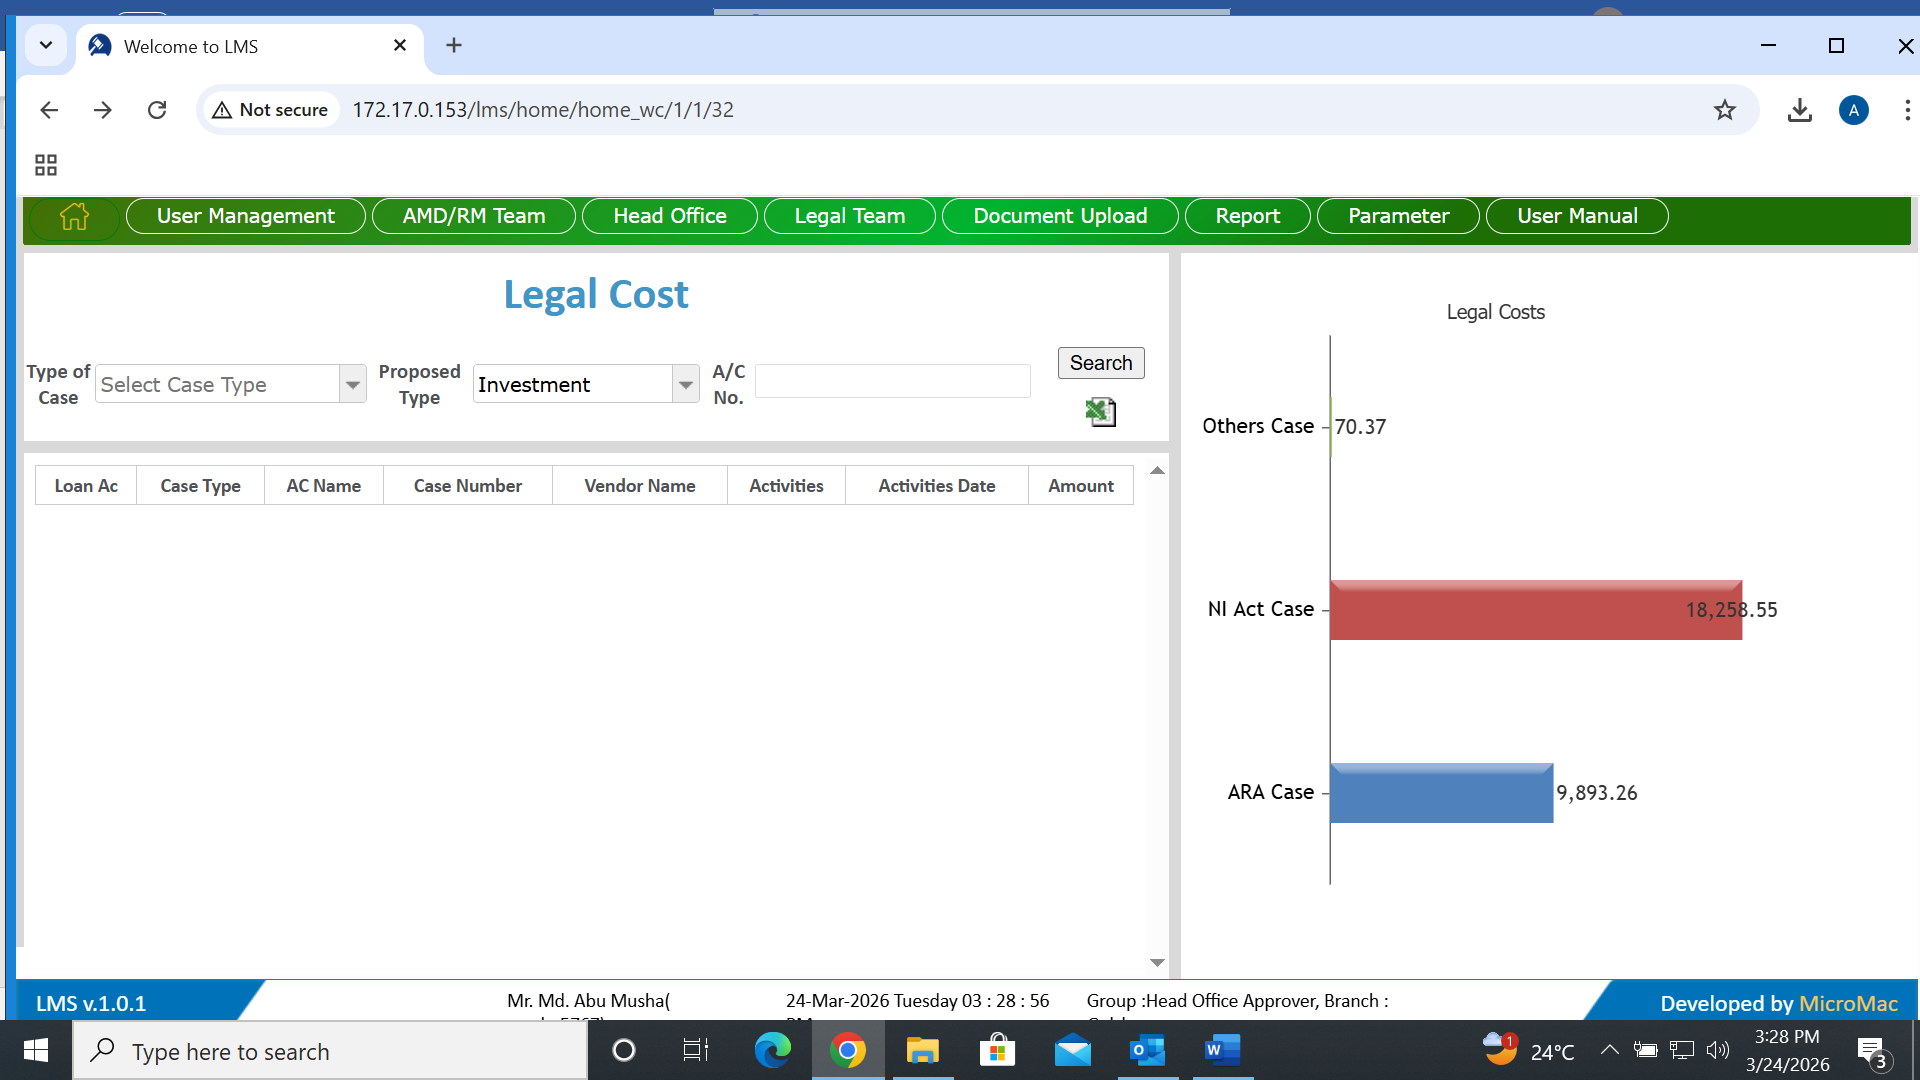 Welcome to LMS
Not secure
172.17.0.153/lms/home/home_wc/1/1/32
A
User Management
AMD/RM Team
Head Office
Legal Team
Document Upload
Report
Parameter
User Manual
Legal Cost
Type of Case
Select Case Type
Proposed Type
Investment
A/C No.
Search
Loan Ac
Case Type
AC Name
Case Number
Vendor Name
Activities
Activities Date
Amount
Legal Costs
Others Case
70.37
NI Act Case
18,258.55
ARA Case
9,893.26
LMS v.1.0.1
Mr. Md. Abu Musha(
24-Mar-2026 Tuesday 03 : 28 : 56
Group :Head Office Approver, Branch :
Developed by MicroMac
Type here to search
1
24°C
3:28 PM
3/24/2026
3